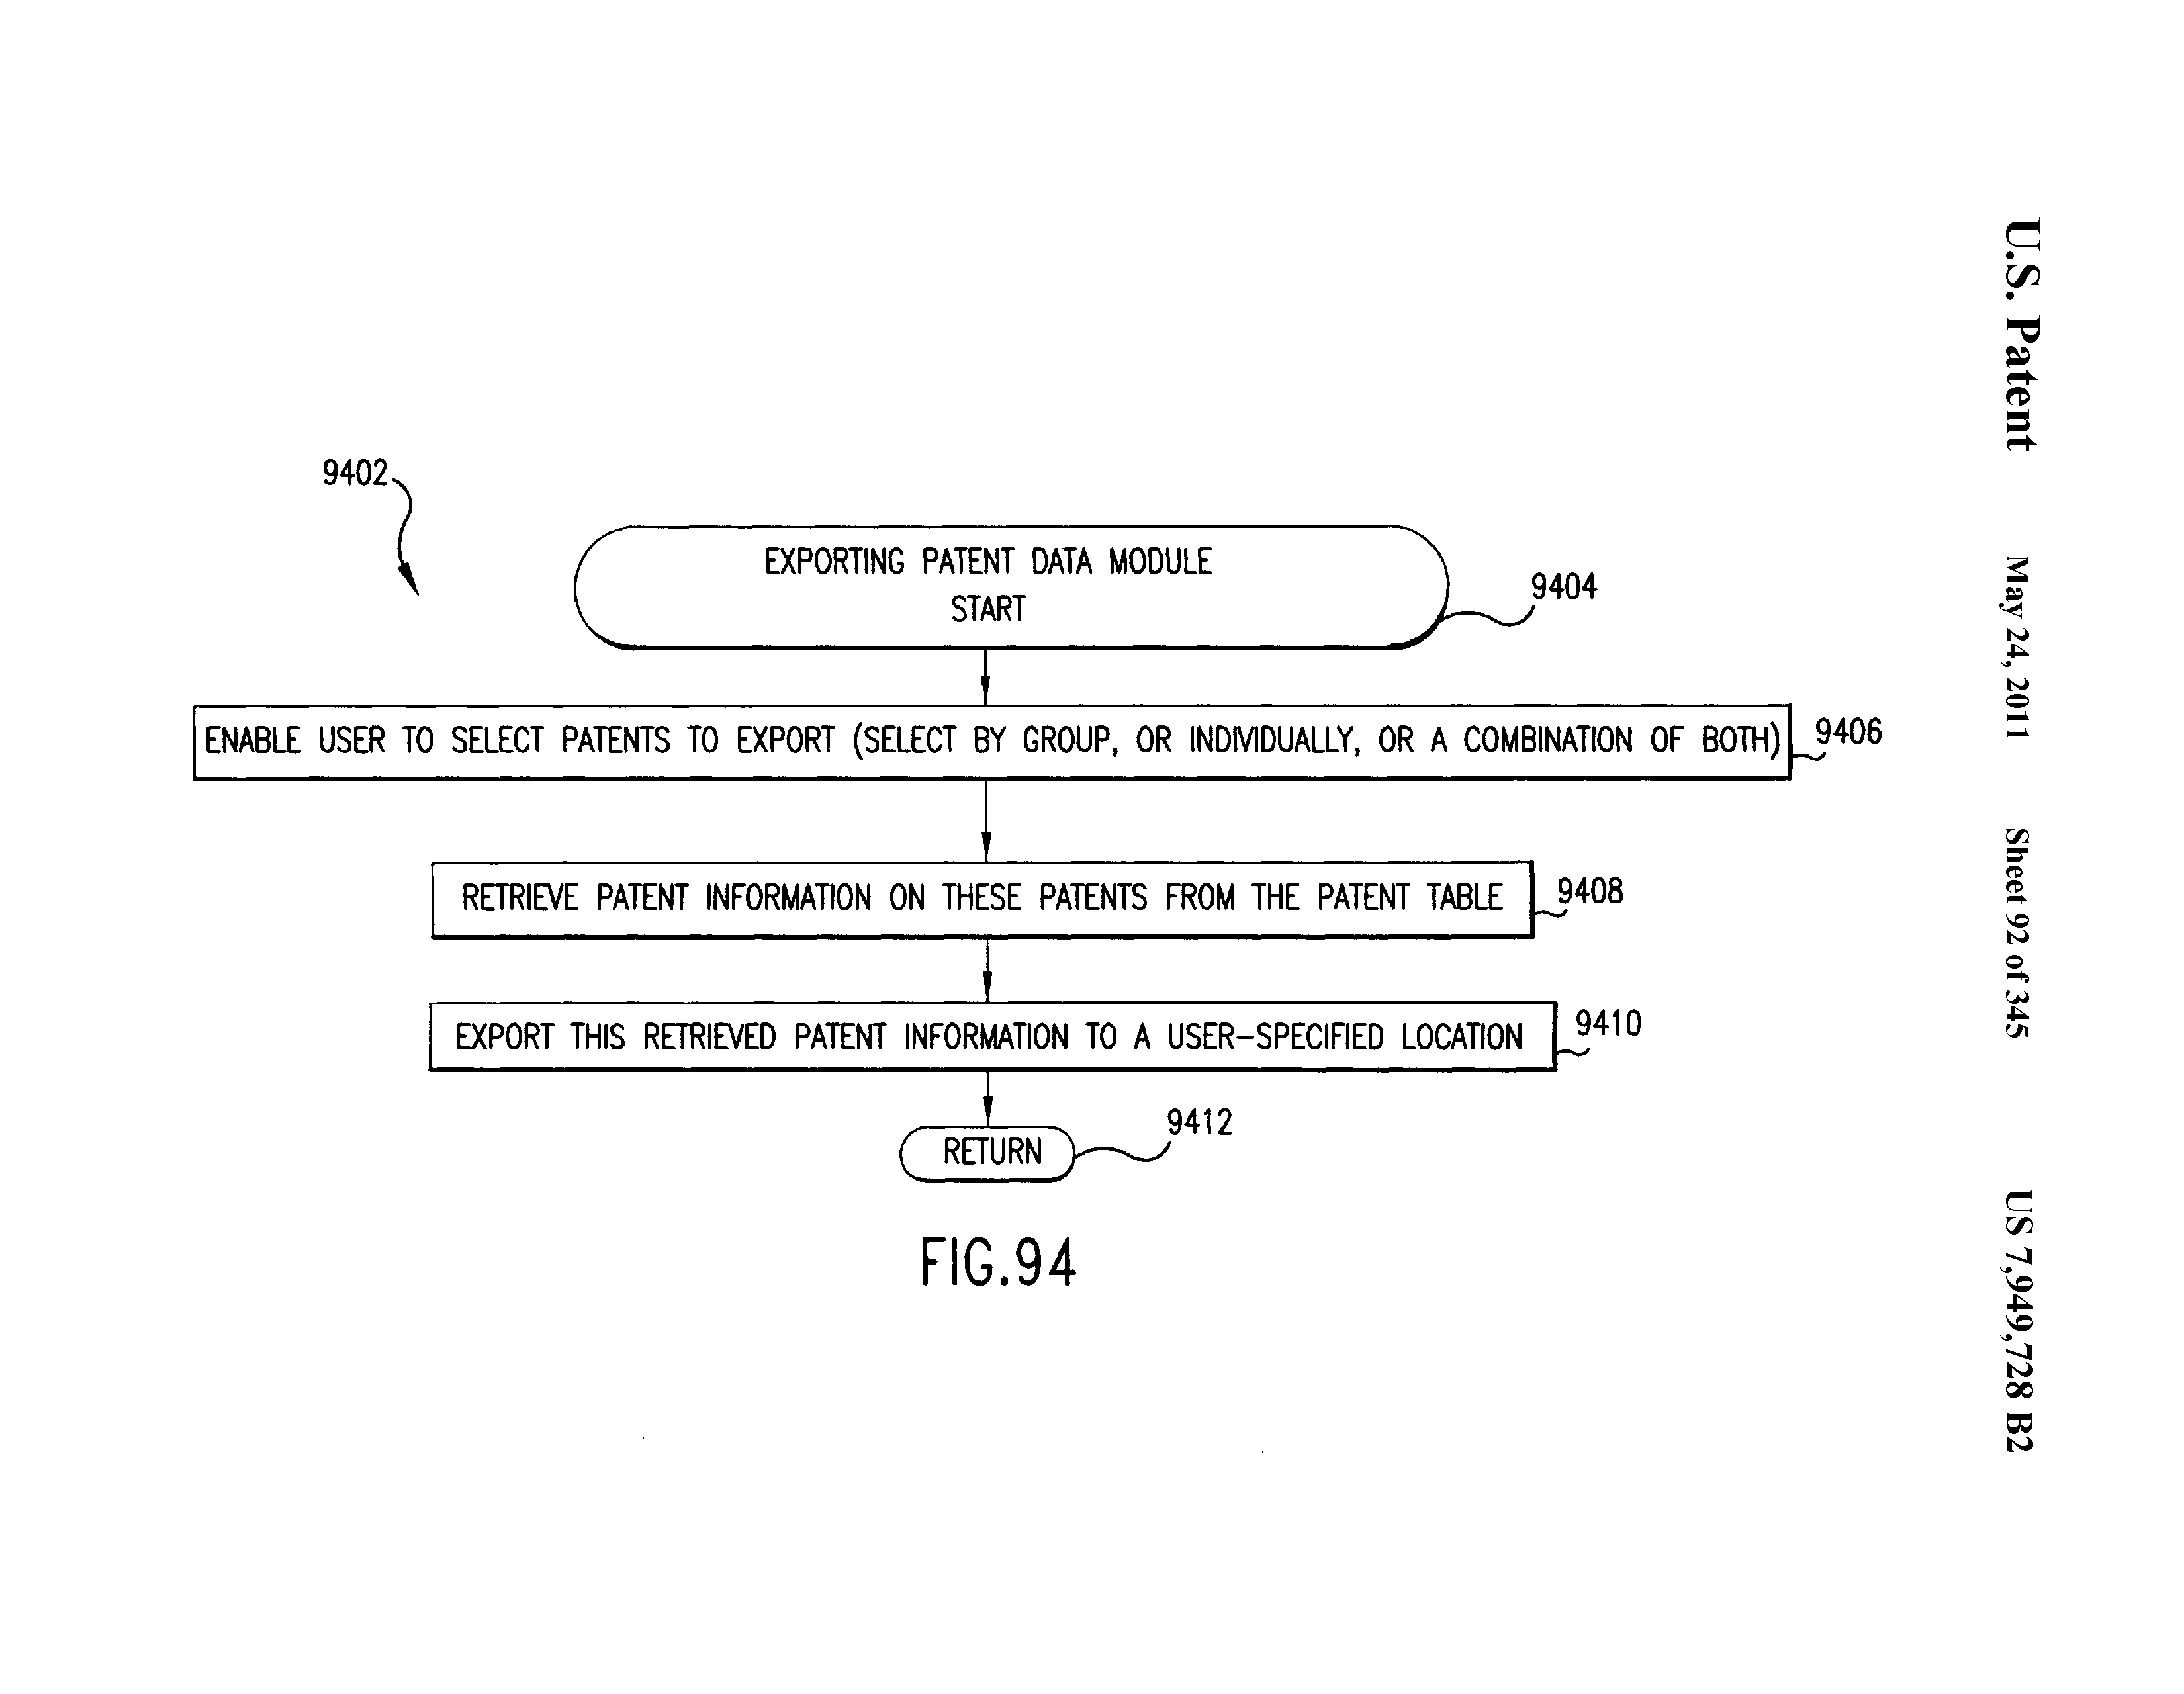 U.S. Patent May 24, 2011 Sheet 92 of 345 US 7,949,728 B2
9402
EXPORTING PATENT DATA MODULE
START
9404
ENABLE USER TO SELECT PATENTS TO EXPORT (SELECT BY GROUP, OR INDIVIDUALLY, OR A COMBINATION OF BOTH)
9406
RETRIEVE PATENT INFORMATION ON THESE PATENTS FROM THE PATENT TABLE
9408
EXPORT THIS RETRIEVED PATENT INFORMATION TO A USER-SPECIFIED LOCATION
9410
RETURN
9412
FIG.94